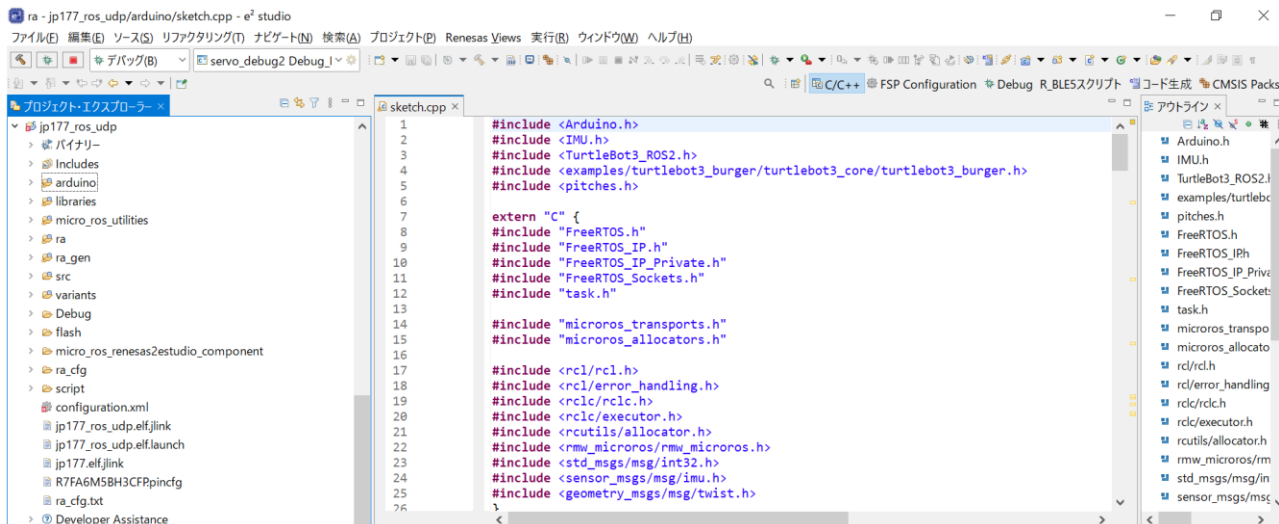 ra - jp177_ros_udp/arduino/sketch.cpp - e² studio
ファイル(F) 編集(E) ソース(S) リファクタリング(T) ナビゲート(N) 検索(A) プロジェクト(P) Renesas Views 実行(R) ウィンドウ(W) ヘルプ(H)
デバッグ(B) servo_debug2 Debug_
C/C++ FSP Configuration Debug R_BLE5スクリプト コード生成 CMSIS Packs
プロジェクト・エクスプローラー
jp177_ros_udp
バイナリー
Includes
arduino
libraries
micro_ros_utilities
ra
ra_gen
src
variants
Debug
flash
micro_ros_renesas2estudio_component
ra_cfg
script
configuration.xml
jp177_ros_udp.elf.jlink
jp177_ros_udp.elf.launch
jp177.elf.jlink
R7FA6M5BH3CFP.pincfg
ra_cfg.txt
Developer Assistance
sketch.cpp
1 #include <Arduino.h>
2 #include <IMU.h>
3 #include <TurtleBot3_ROS2.h>
4 #include <examples/turtlebot3_burger/turtlebot3_core/turtlebot3_burger.h>
5 #include <pitches.h>
6
7 extern "C" {
8 #include "FreeRTOS.h"
9 #include "FreeRTOS_IP.h"
10 #include "FreeRTOS_IP_Private.h"
11 #include "FreeRTOS_Sockets.h"
12 #include "task.h"
13
14 #include "microros_transports.h"
15 #include "microros_allocators.h"
16
17 #include <rcl/rcl.h>
18 #include <rcl/error_handling.h>
19 #include <rclc/rclc.h>
20 #include <rclc/executor.h>
21 #include <rcutils/allocator.h>
22 #include <rmw_microros/rmw_microros.h>
23 #include <std_msgs/msg/int32.h>
24 #include <sensor_msgs/msg/imu.h>
25 #include <geometry_msgs/msg/twist.h>
26 }
アウトライン
Arduino.h
IMU.h
TurtleBot3_ROS2.h
examples/turtlebo
pitches.h
FreeRTOS.h
FreeRTOS_IP.h
FreeRTOS_IP_Priva
FreeRTOS_Sockets
task.h
microros_transpo
microros_allocato
rcl/rcl.h
rcl/error_handling
rclc/rclc.h
rclc/executor.h
rcutils/allocator.h
rmw_microros/rm
std_msgs/msg/in
sensor_msgs/msg